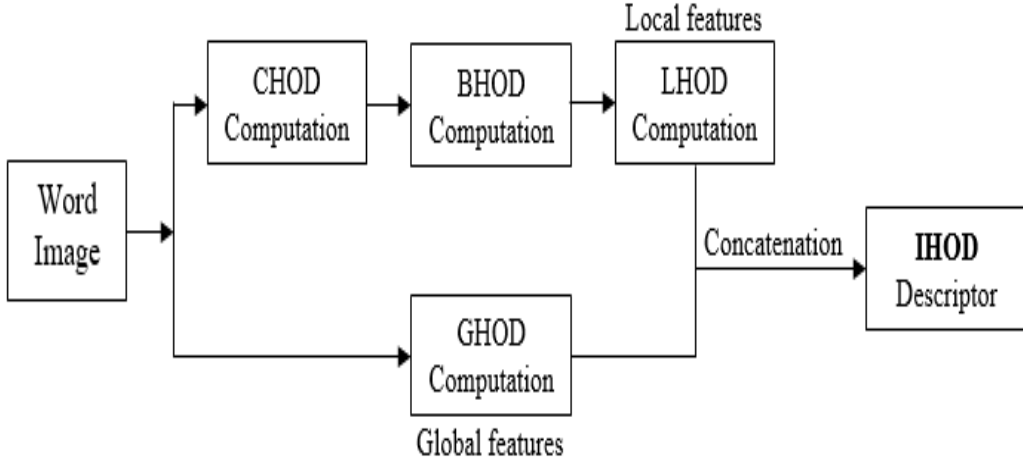 Local features
CHOD
Computation
BHOD
Computation
LHOD
Computation
Word
Image
Concatenation
IHOD
Descriptor
GHOD
Computation
Global features